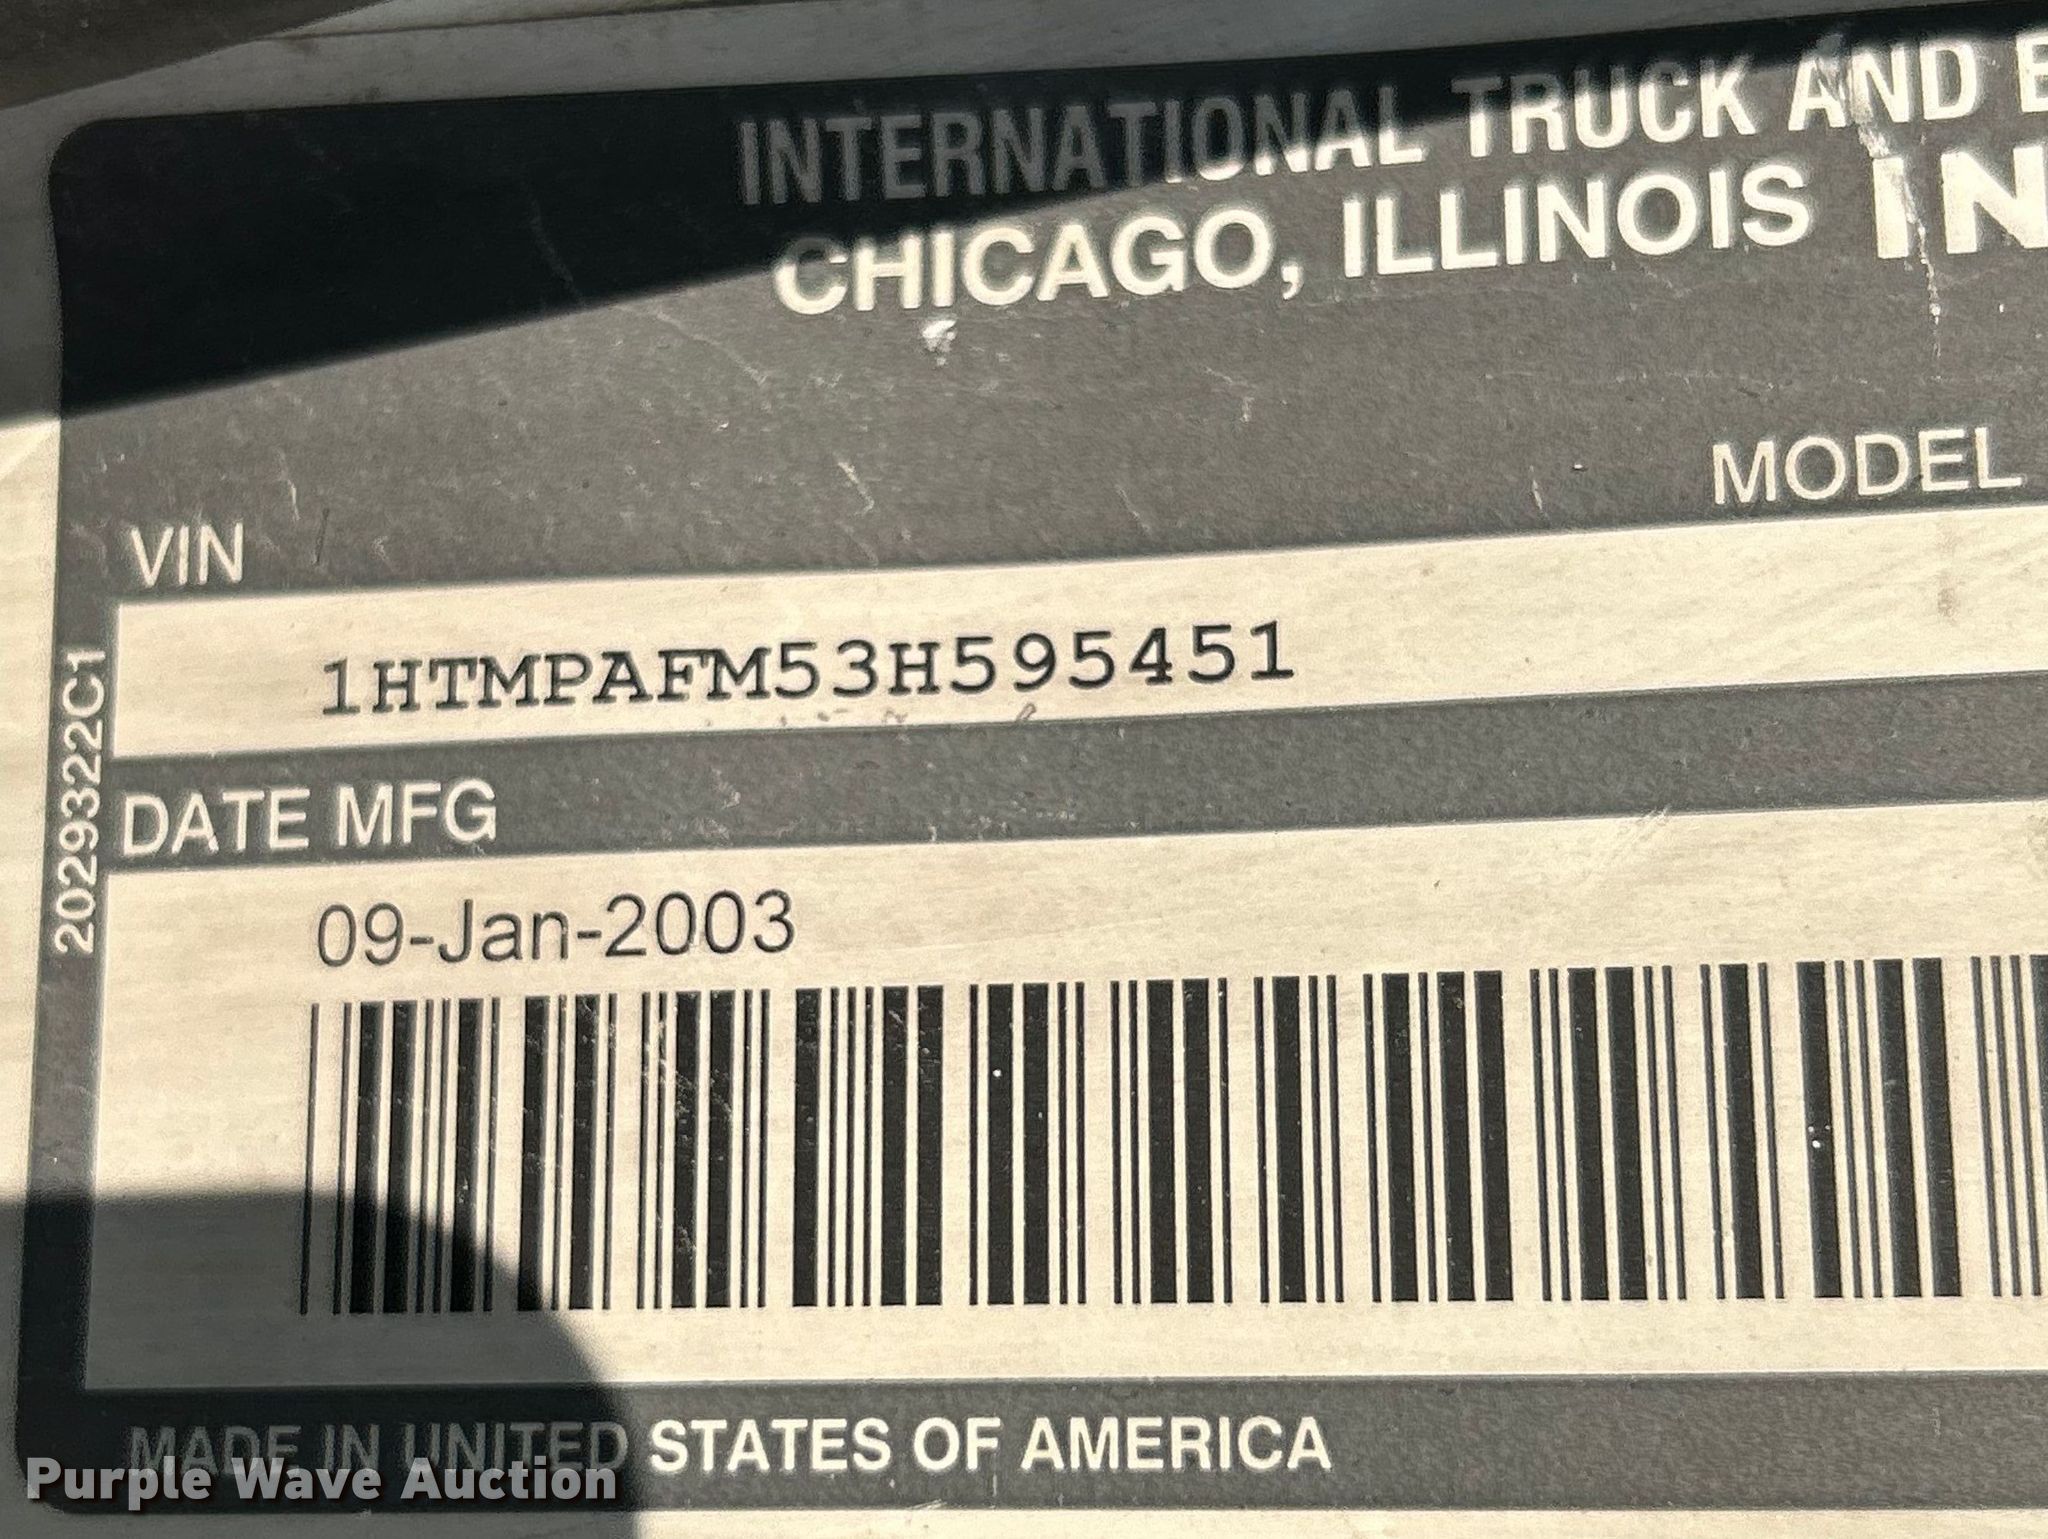 INTERNATIONAL TRUCK AND
CHICAGO, ILLINOIS IN
MODEL
VIN
1HTMPAFM53H595451
2029322C1
DATE MFG
09-Jan-2003
MADE IN UNITED STATES OF AMERICA
Purple Wave Auction